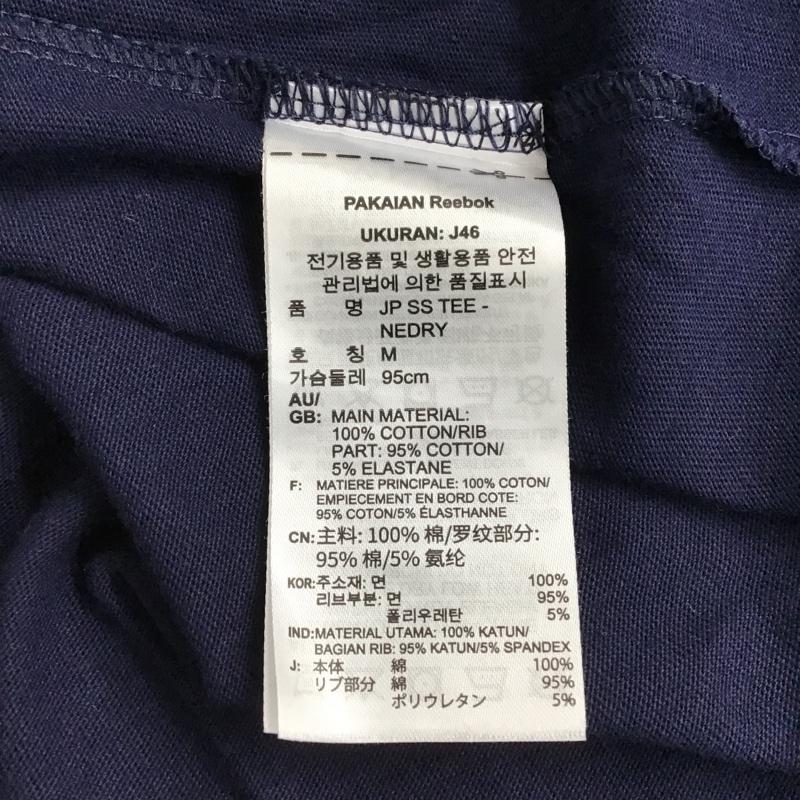 PAKAIAN Reebok
UKURAN: J46
전기용품 및 생활용품 안전
관리법에 의한 품질표시
품 명 JP SS TEE -
NEDRY
호 칭 M
가슴둘레 95cm
AU/
GB: MAIN MATERIAL:
100% COTTON/RIB
PART: 95% COTTON/
5% ELASTANE
F: MATIERE PRINCIPALE: 100% COTON/
EMPIECEMENT EN BORD COTE:
95% COTON/5% ÉLASTHANNE
CN:主料: 100% 棉/罗纹部分:
95% 棉/5% 氨纶
KOR:주소재: 면 100%
리브부분: 면 95%
폴리우레탄 5%
IND:MATERIAL UTAMA: 100% KATUN/
BAGIAN RIB: 95% KATUN/5% SPANDEX
J: 本体 綿 100%
リブ部分 綿 95%
ポリウレタン 5%